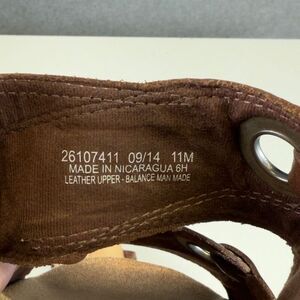 26107411 09/14 11M
MADE IN NICARAGUA 6H
LEATHER UPPER - BALANCE MAN MADE